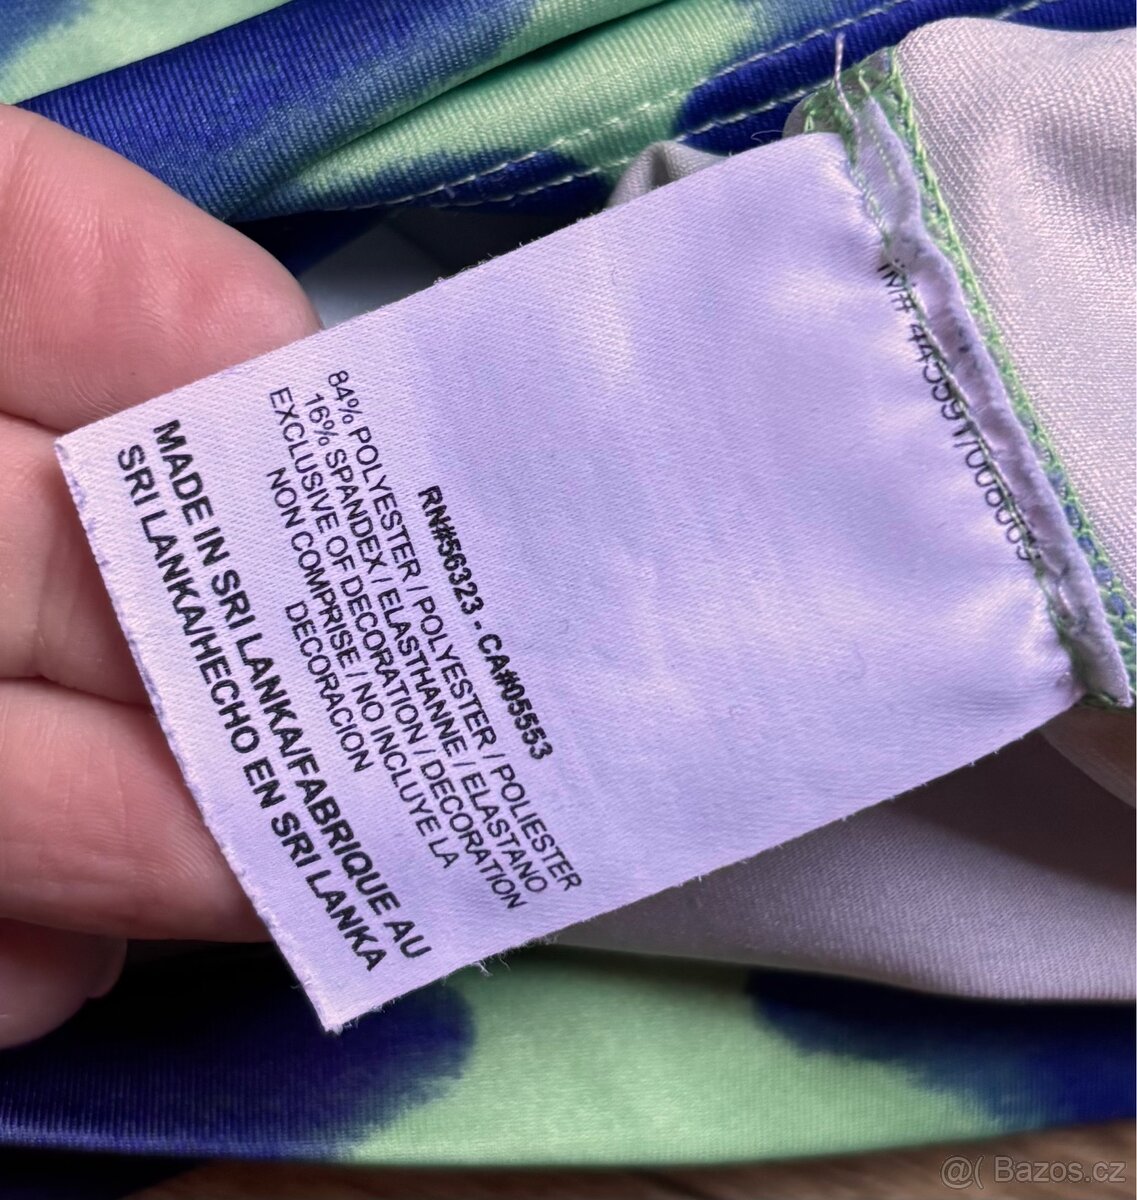 RN#56323 - CA#05553
84% POLYESTER / POLYESTER / POLIESTER
16% SPANDEX / ELASTHANNE / ELASTANO
EXCLUSIVE OF DECORATION / DECORATION
NON COMPRISE / NO INCLUYE LA
DECORACION
MADE IN SRI LANKA/FABRIQUE AU
SRI LANKA/HECHO EN SRI LANKA
@( Bazos.cz